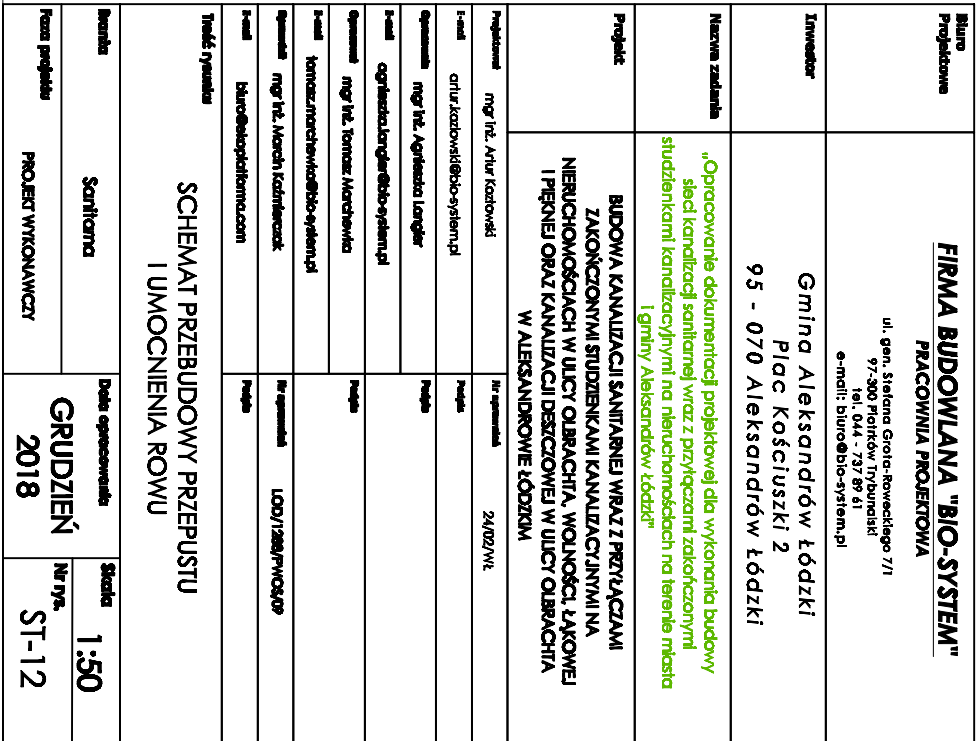 Biuro
Projektowe
FIRMA BUDOWLANA "BIO-SYSTEM"
PRACOWNIA PROJEKTOWA
ul. gen. Stefana Grota-Roweckiego 7/1
97-300 Piotrków Trybunalski
tel. 044 - 737 89 61
e-mail: biuro@bio-system.pl
Inwestor
Gmina Aleksandrów Łódzki
Plac Kościuszki 2
95 - 070 Aleksandrów Łódzki
Nazwa zadania
„Opracowanie dokumentacji projektowej dla wykonania budowy
sieci kanalizacji sanitarnej wraz z przyłączami zakończonymi
studzienkami kanalizacyjnymi na nieruchomościach na terenie miasta
i gminy Aleksandrów Łódzki"
Projekt
BUDOWA KANALIZACJI SANITARNEJ WRAZ Z PRZYŁĄCZAMI
ZAKOŃCZONYMI STUDZIENKAMI KANALIZACYJNYMI NA
NIERUCHOMOŚCIACH W ULICY OLBRACHTA, WOLNOŚCI, ŁĄKOWEJ
I PIĘKNEJ ORAZ KANALIZACJI DESZCZOWEJ W ULICY OLBRACHTA
W ALEKSANDROWIE ŁÓDZKIM
Projektował
mgr inż. Artur Kozłowski
Nr uprawnień
24/02/WŁ
E-mail
artur.kozlowski@bio-system.pl
Podpis
Opracowała
mgr inż. Agnieszka Langier
Podpis
E-mail
agnieszka.langier@bio-system.pl
Opracował
mgr inż. Tomasz Marchewka
Podpis
E-mail
tomasz.marchewka@bio-system.pl
Sprawdził
mgr inż. Marcin Kaźmierczak
Nr uprawnień
LOD/1288/PWOS/09
E-mail
biuro@ekoplatforma.com
Podpis
Treść rysunku:
SCHEMAT PRZEBUDOWY PRZEPUSTU
I UMOCNIENIA ROWU
Branża
Sanitarna
Data opracowania
GRUDZIEŃ
2018
Skala
1:50
Faza projektu
PROJEKT WYKONAWCZY
Nr rys.
ST-12